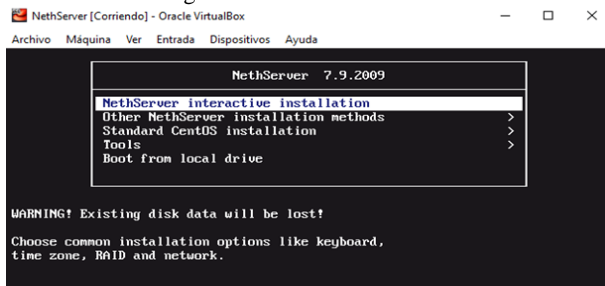 NethServer [Corriendo] - Oracle VirtualBox
Archivo Máquina Ver Entrada Dispositivos Ayuda
NethServer 7.9.2009
NethServer interactive installation
Other NethServer installation methods >
Standard CentOS installation >
Tools >
Boot from local drive
WARNING! Existing disk data will be lost!
Choose common installation options like keyboard,
time zone, RAID and network.